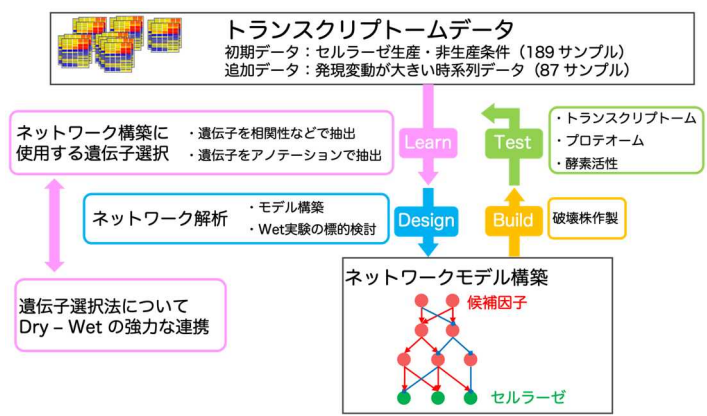 トランスクリプトームデータ
初期データ：セルラーゼ生産・非生産条件（189 サンプル）
追加データ：発現変動が大きい時系列データ（87 サンプル）
ネットワーク構築に
使用する遺伝子選択
・遺伝子を相関性などで抽出
・遺伝子をアノテーションで抽出
Learn
Test
・トランスクリプトーム
・プロテオーム
・酵素活性
ネットワーク解析
・モデル構築
・Wet実験の標的検討
Design
Build
破壊株作製
遺伝子選択法について
Dry – Wet の強力な連携
ネットワークモデル構築
候補因子
セルラーゼ